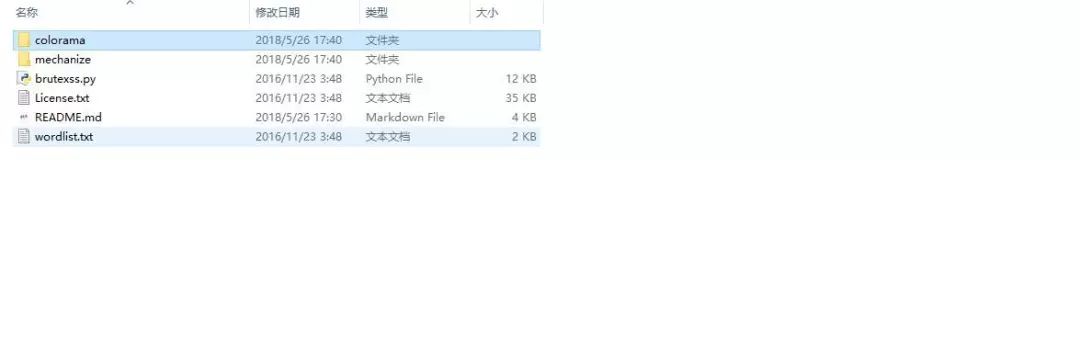 名称 修改日期 类型 大小
colorama 2018/5/26 17:40 文件夹
mechanize 2018/5/26 17:40 文件夹
brutexss.py 2016/11/23 3:48 Python File 12 KB
License.txt 2016/11/23 3:48 文本文档 35 KB
README.md 2018/5/26 17:30 Markdown File 4 KB
wordlist.txt 2016/11/23 3:48 文本文档 2 KB